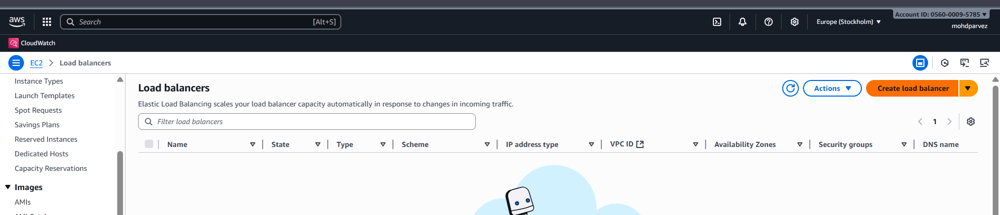 Account ID: 0560-0009-5785
aws
Search
[Alt+S]
Europe (Stockholm)
mohdparvez
CloudWatch
EC2
Load balancers
Instance Types
Launch Templates
Spot Requests
Savings Plans
Reserved Instances
Dedicated Hosts
Capacity Reservations
Images
AMIs
Load balancers
Actions
Create load balancer
Elastic Load Balancing scales your load balancer capacity automatically in response to changes in incoming traffic.
Filter load balancers
1
Name State Type Scheme IP address type VPC ID Availability Zones Security groups DNS name